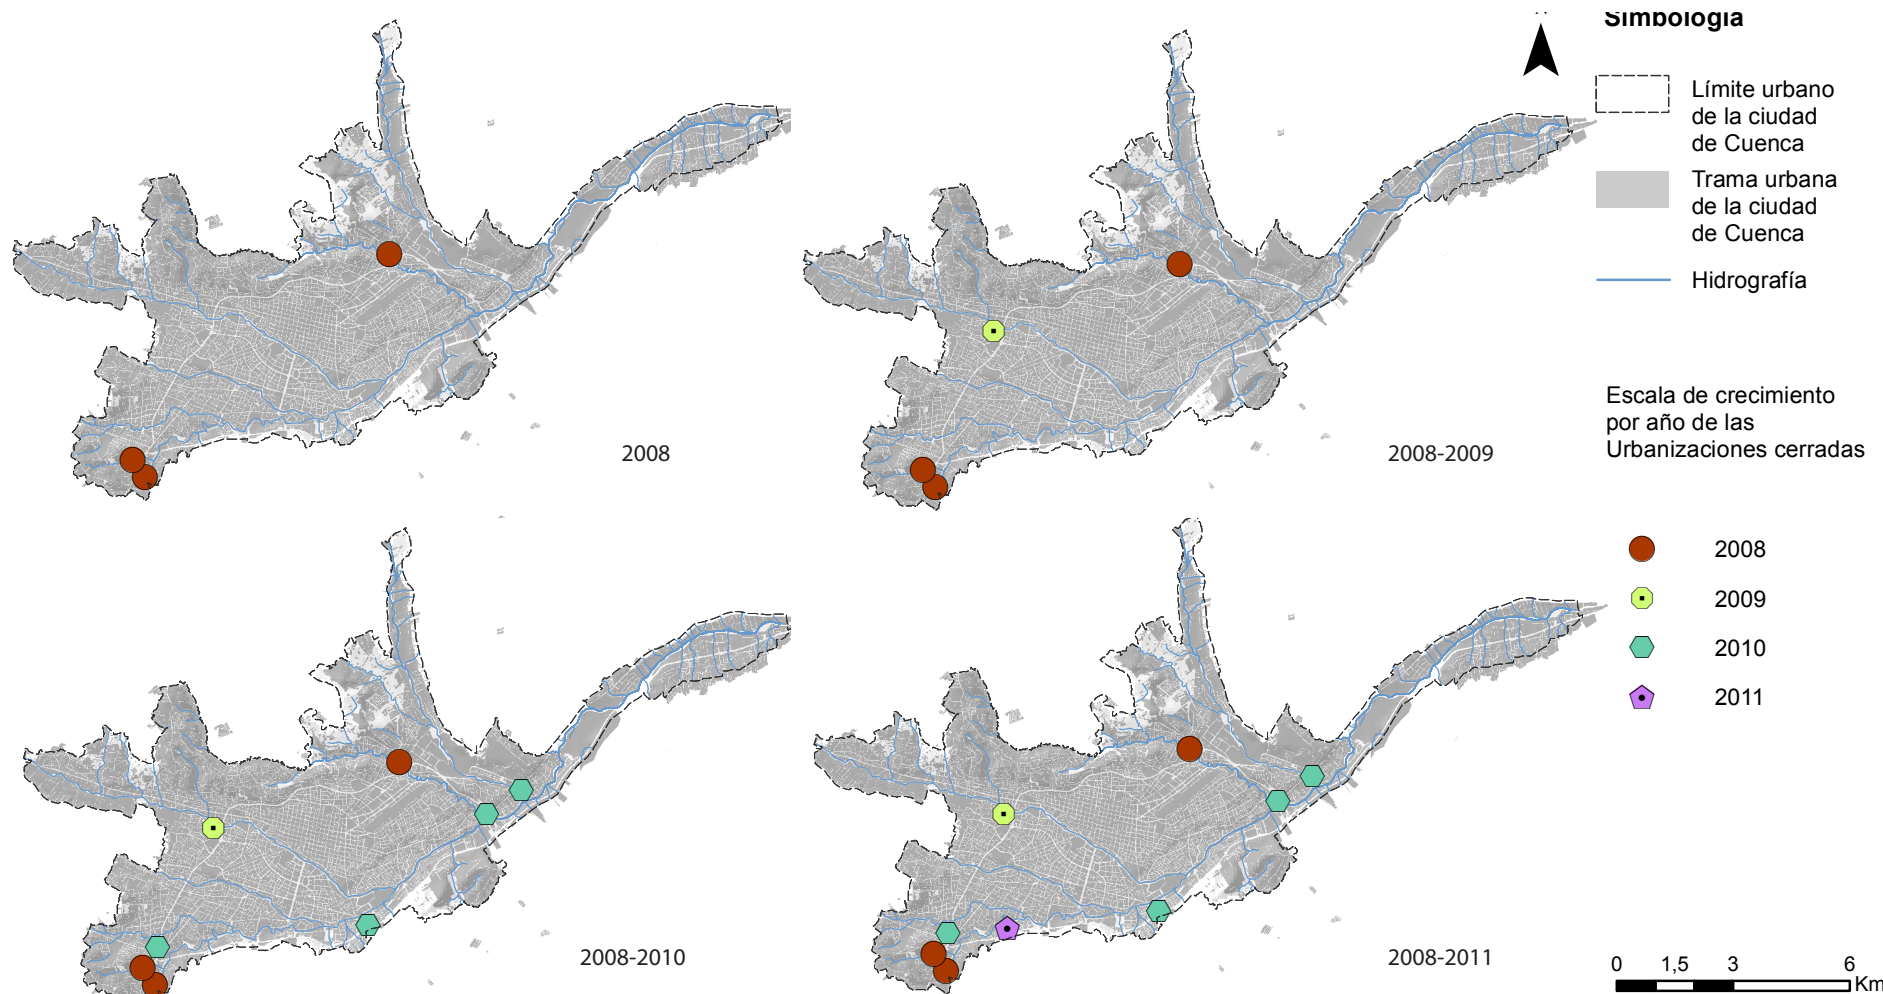 Simbología
Límite urbano
de la ciudad
de Cuenca
Trama urbana
de la ciudad
de Cuenca
Hidrografía
2008
2008-2009
Escala de crecimiento
por año de las
Urbanizaciones cerradas
2008
2009
2010
2011
2008-2010
2008-2011
0 1,5 3 6
Km